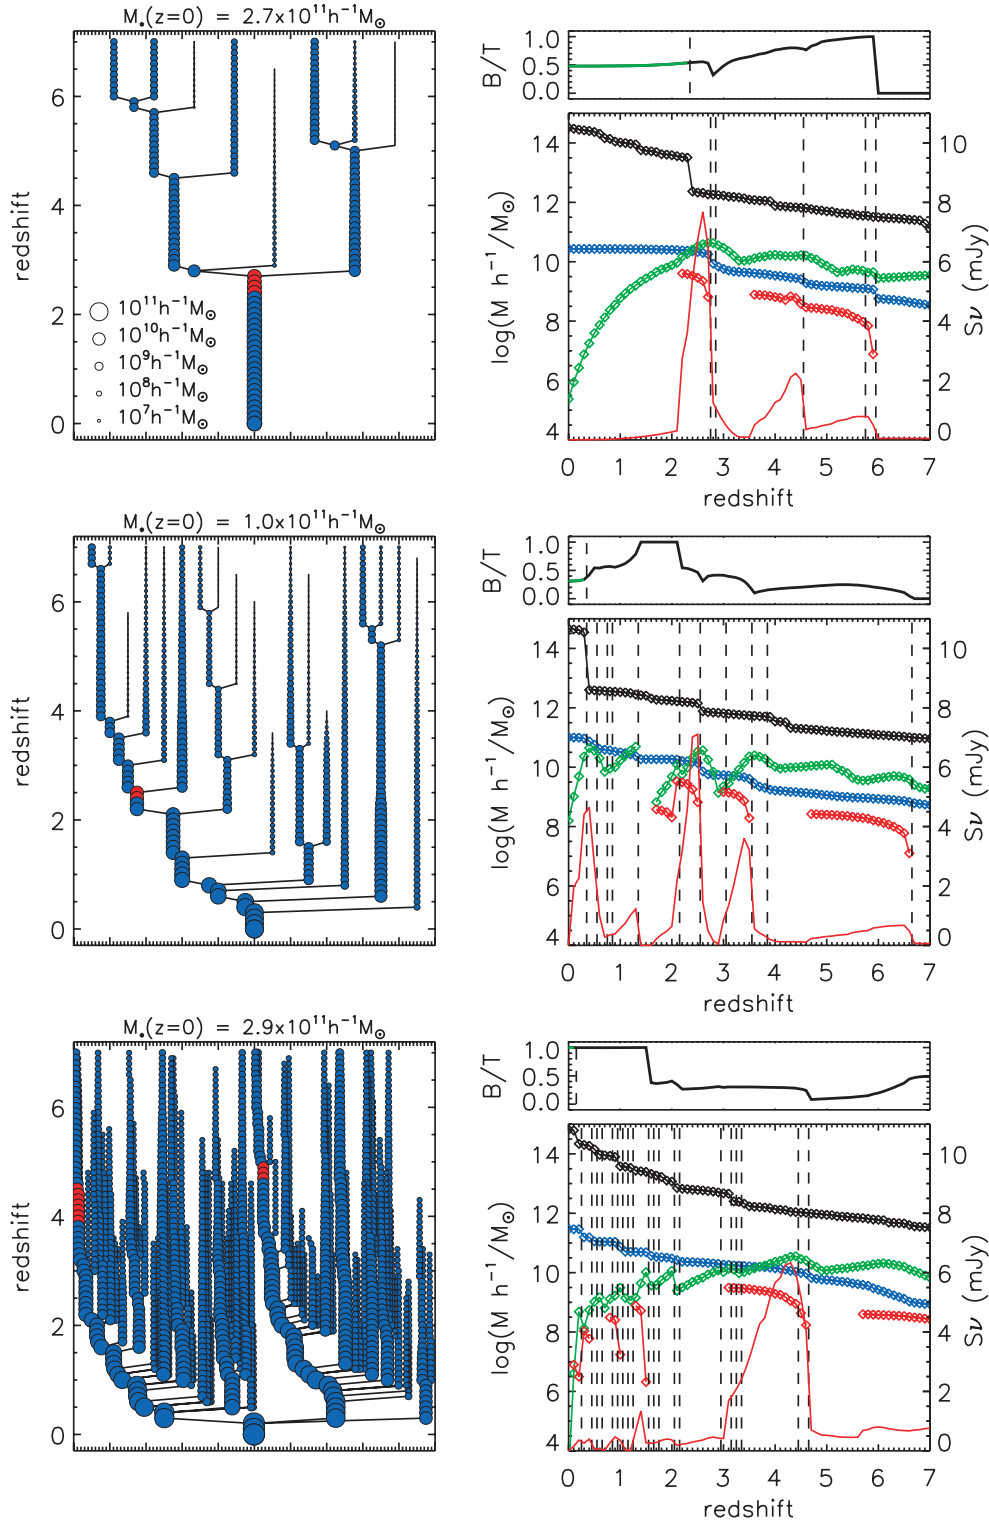 M⋆(z=0) = 2.7x10¹¹h⁻¹M⊙
redshift
6
4
2
0
10¹¹h⁻¹M⊙
10¹⁰h⁻¹M⊙
10⁹h⁻¹M⊙
10⁸h⁻¹M⊙
10⁷h⁻¹M⊙
B/T
1.0
0.5
0.0
log(M h⁻¹/M⊙)
14
12
10
8
6
4
10
8
6
4
2
0
Sν (mJy)
0 1 2 3 4 5 6 7
redshift
M⋆(z=0) = 1.0x10¹¹h⁻¹M⊙
redshift
6
4
2
0
B/T
1.0
0.5
0.0
log(M h⁻¹/M⊙)
14
12
10
8
6
4
10
8
6
4
2
0
Sν (mJy)
0 1 2 3 4 5 6 7
redshift
M⋆(z=0) = 2.9x10¹¹h⁻¹M⊙
redshift
6
4
2
0
B/T
1.0
0.5
0.0
log(M h⁻¹/M⊙)
14
12
10
8
6
4
10
8
6
4
2
0
Sν (mJy)
0 1 2 3 4 5 6 7
redshift